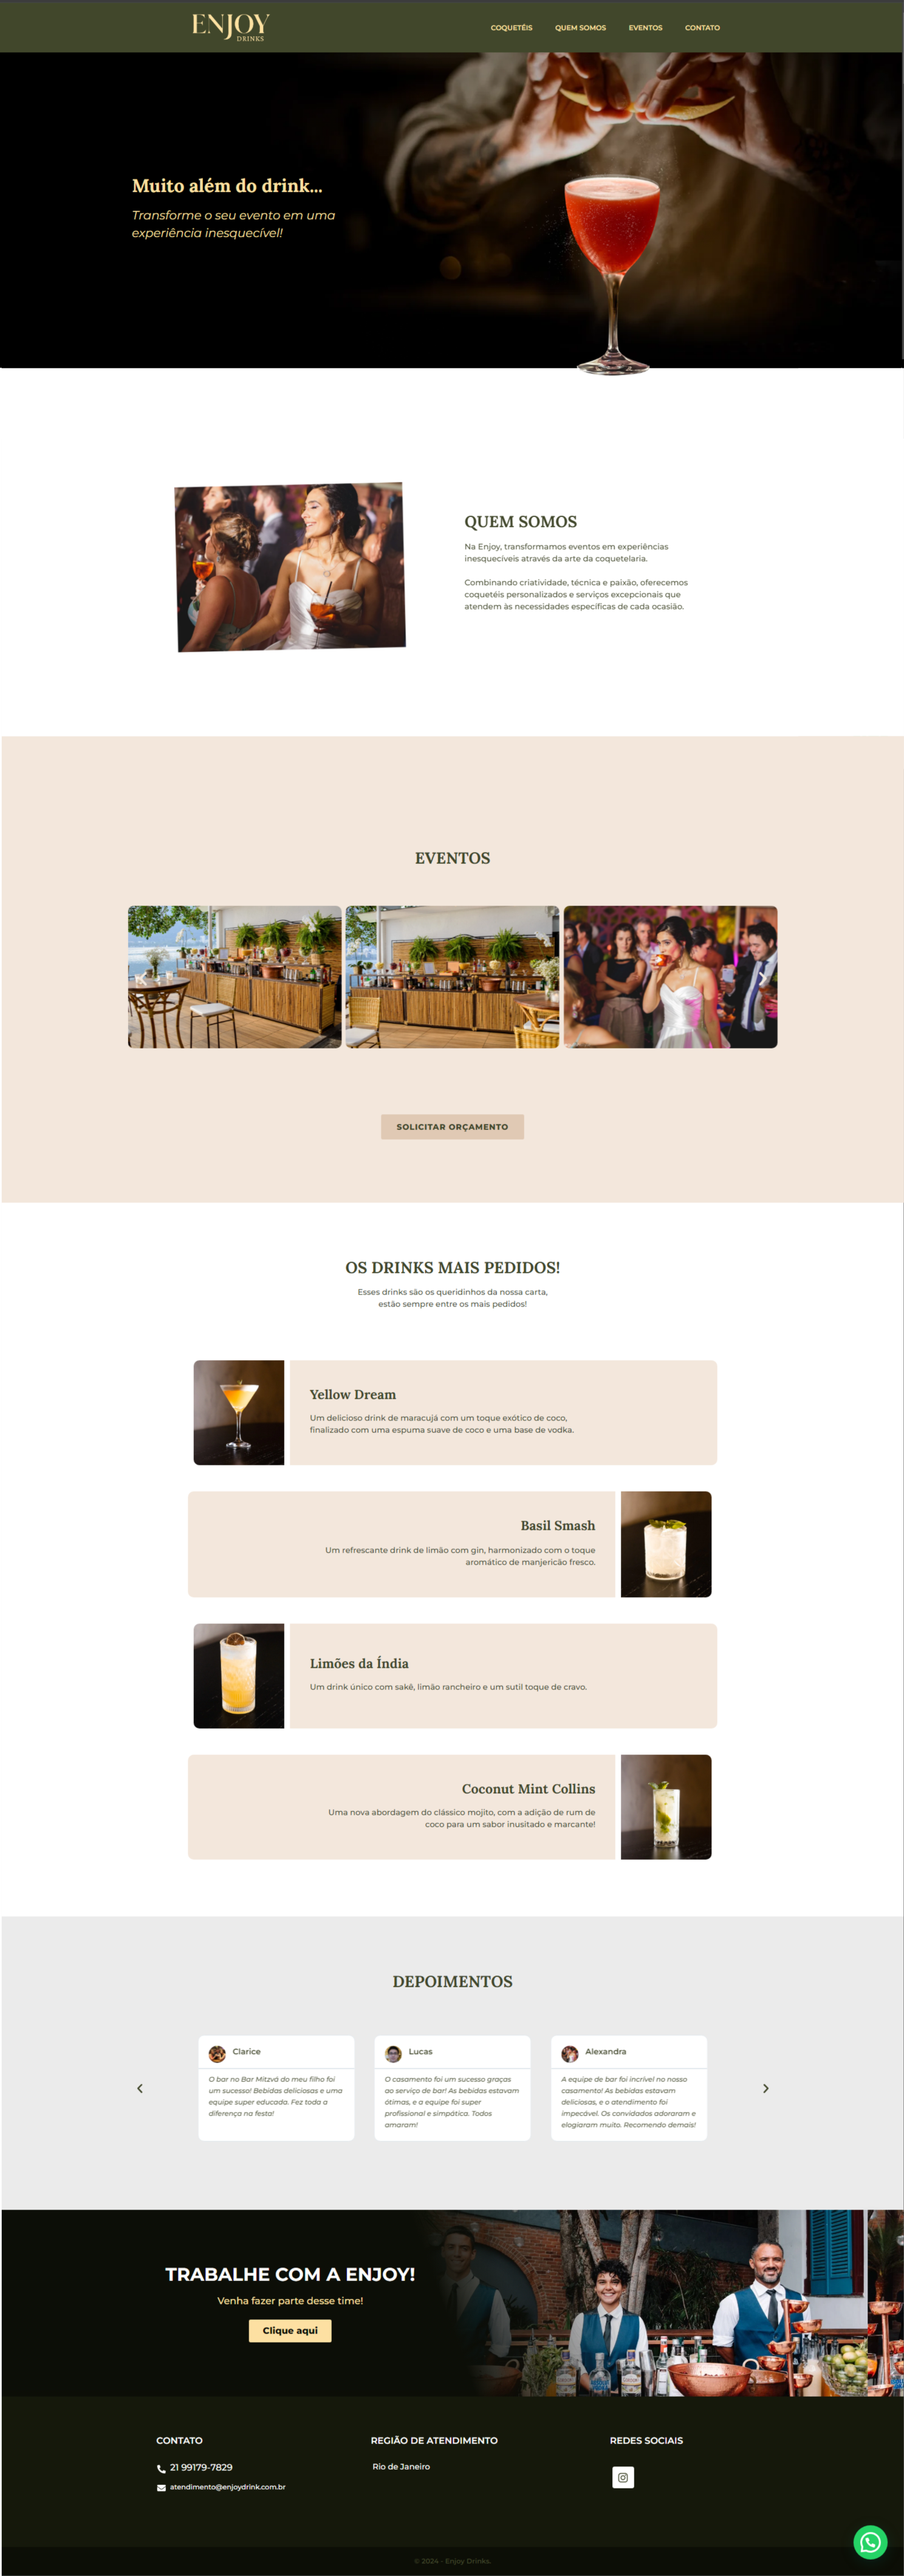 ENJOY
DRINKS
COQUETÉIS QUEM SOMOS EVENTOS CONTATO
Muito além do drink...
Transforme o seu evento em uma
experiência inesquecível!
QUEM SOMOS
Na Enjoy, transformamos eventos em experiências
inesquecíveis através da arte da coquetelaria.
Combinando criatividade, técnica e paixão, oferecemos
coquetéis personalizados e serviços excepcionais que
atendem às necessidades específicas de cada ocasião.
EVENTOS
SOLICITAR ORÇAMENTO
OS DRINKS MAIS PEDIDOS!
Esses drinks são os queridinhos da nossa carta,
estão sempre entre os mais pedidos!
Yellow Dream
Um delicioso drink de maracujá com um toque exótico de coco,
finalizado com uma espuma suave de coco e uma base de vodka.
Basil Smash
Um refrescante drink de limão com gin, harmonizado com o toque
aromático de manjericão fresco.
Limões da Índia
Um drink único com sakê, limão rancheiro e um sutil toque de cravo.
Coconut Mint Collins
Uma nova abordagem do clássico mojito, com a adição de rum de
coco para um sabor inusitado e marcante!
DEPOIMENTOS
Clarice
O bar no Bar Mitzvá do meu filho foi
um sucesso! Bebidas deliciosas e uma
equipe super educada. Fez toda a
diferença na festa!
Lucas
O casamento foi um sucesso graças
ao serviço de bar! As bebidas estavam
ótimas, e a equipe foi super
profissional e simpática. Todos
amaram!
Alexandra
A equipe de bar foi incrível no nosso
casamento! As bebidas estavam
deliciosas, e o atendimento foi
impecável. Os convidados adoraram e
elogiaram muito. Recomendo demais!
TRABALHE COM A ENJOY!
Venha fazer parte desse time!
Clique aqui
CONTATO
21 99179-7829
atendimento@enjoydrink.com.br
REGIÃO DE ATENDIMENTO
Rio de Janeiro
REDES SOCIAIS
© 2024 - Enjoy Drinks.